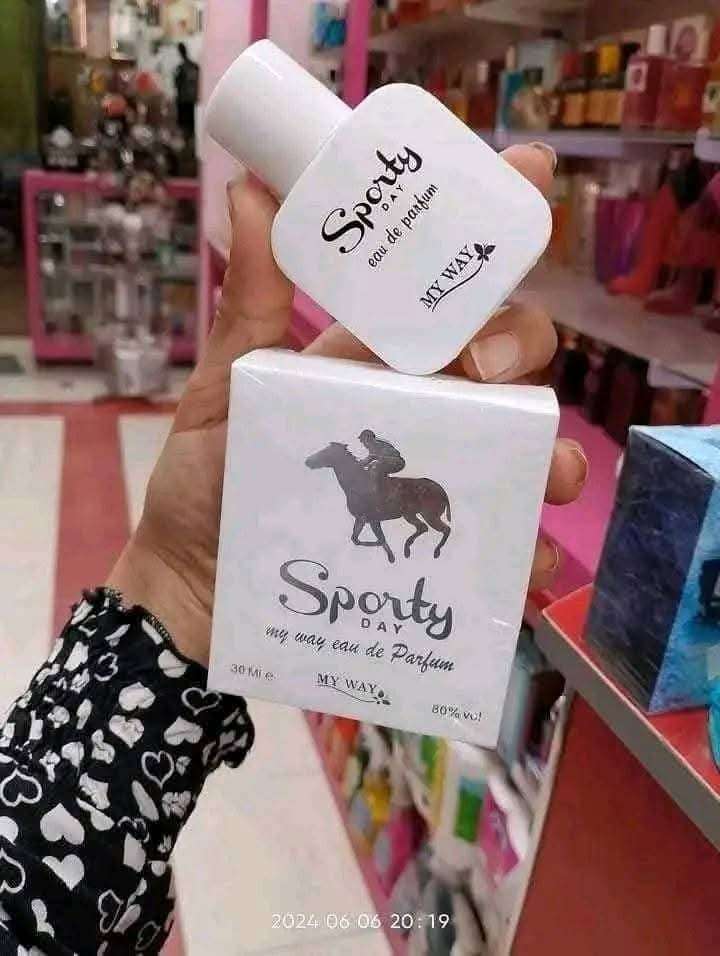 Sporty
DAY
eau de parfum
MY WAY
Sporty
DAY
my way eau de Parfum
30 Ml e
MY WAY
80% vol
2024 06 06 20:19